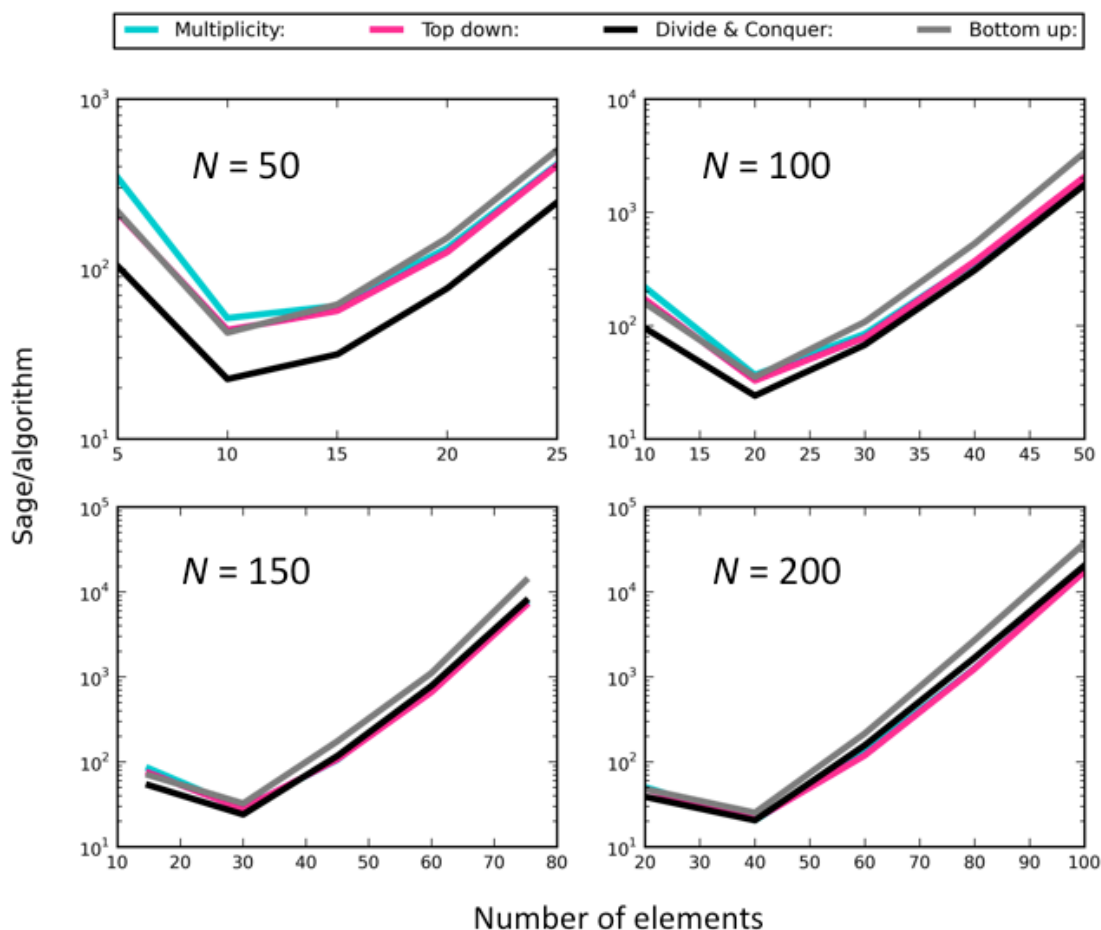 Multiplicity: Top down: Divide & Conquer: Bottom up:
10^3
10^2
10^1
5 10 15 20 25
N = 50
10^4
10^3
10^2
10^1
10 15 20 25 30 35 40 45 50
N = 100
Sage/algorithm
10^5
10^4
10^3
10^2
10^1
10 20 30 40 50 60 70 80
N = 150
10^5
10^4
10^3
10^2
10^1
20 30 40 50 60 70 80 90 100
N = 200
Number of elements